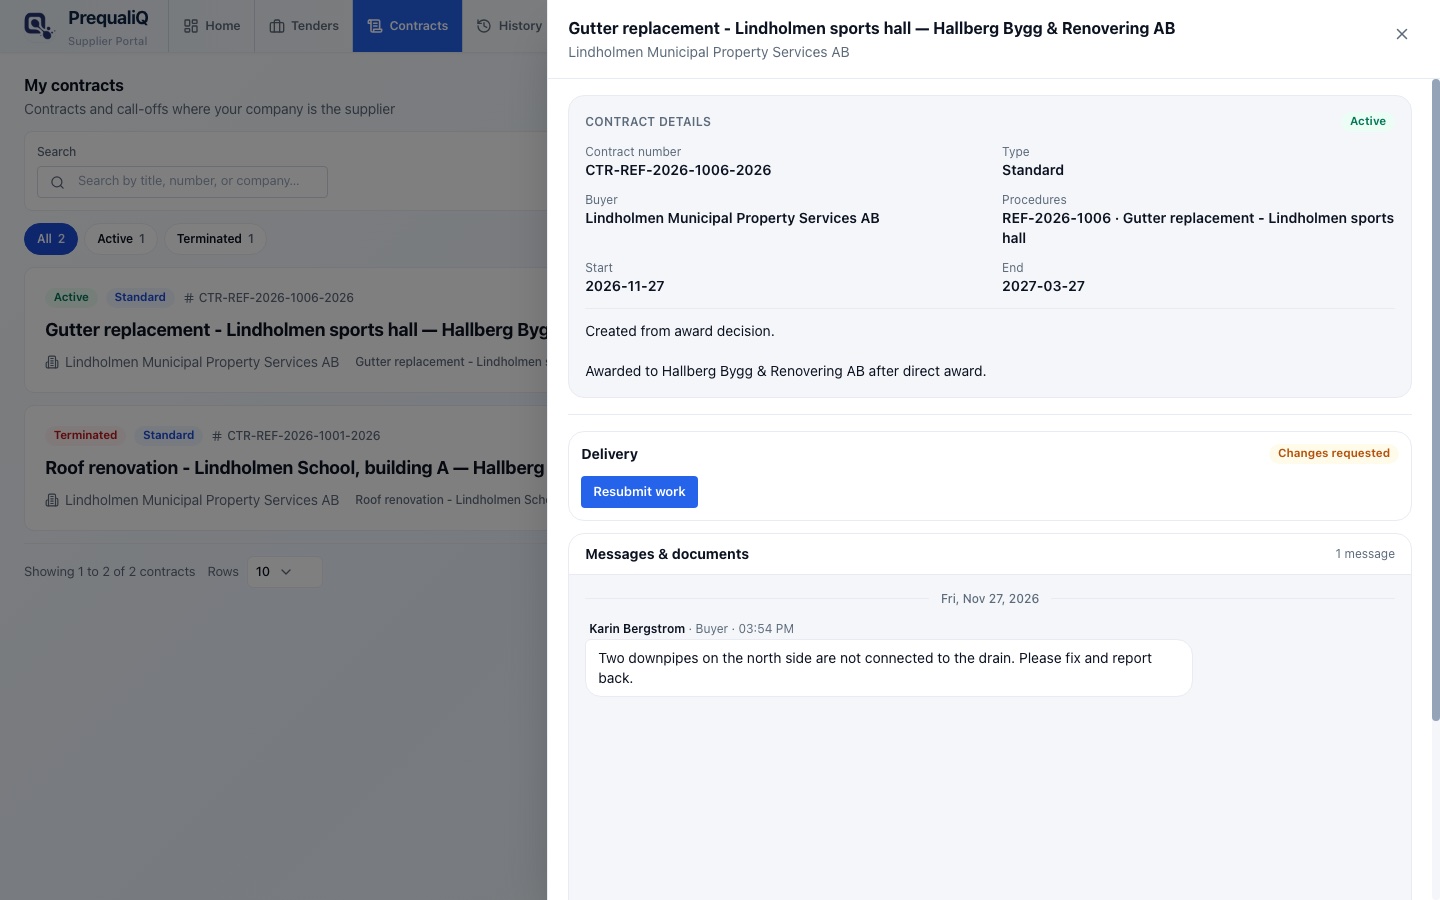 PrequaliQ
Supplier Portal
Home
Tenders
Contracts
History
My contracts
Contracts and call-offs where your company is the supplier
Search
Search by title, number, or company...
All 2
Active 1
Terminated 1
Active
Standard
# CTR-REF-2026-1006-2026
Gutter replacement - Lindholmen sports hall — Hallberg Byg
Lindholmen Municipal Property Services AB
Gutter replacement - Lindholmen s
Terminated
Standard
# CTR-REF-2026-1001-2026
Roof renovation - Lindholmen School, building A — Hallberg
Lindholmen Municipal Property Services AB
Roof renovation - Lindholmen Sch
Showing 1 to 2 of 2 contracts
Rows
10
Gutter replacement - Lindholmen sports hall — Hallberg Bygg & Renovering AB
Lindholmen Municipal Property Services AB
CONTRACT DETAILS
Active
Contract number
CTR-REF-2026-1006-2026
Type
Standard
Buyer
Lindholmen Municipal Property Services AB
Procedures
REF-2026-1006 · Gutter replacement - Lindholmen sports
hall
Start
2026-11-27
End
2027-03-27
Created from award decision.
Awarded to Hallberg Bygg & Renovering AB after direct award.
Delivery
Changes requested
Resubmit work
Messages & documents
1 message
Fri, Nov 27, 2026
Karin Bergstrom · Buyer · 03:54 PM
Two downpipes on the north side are not connected to the drain. Please fix and report
back.